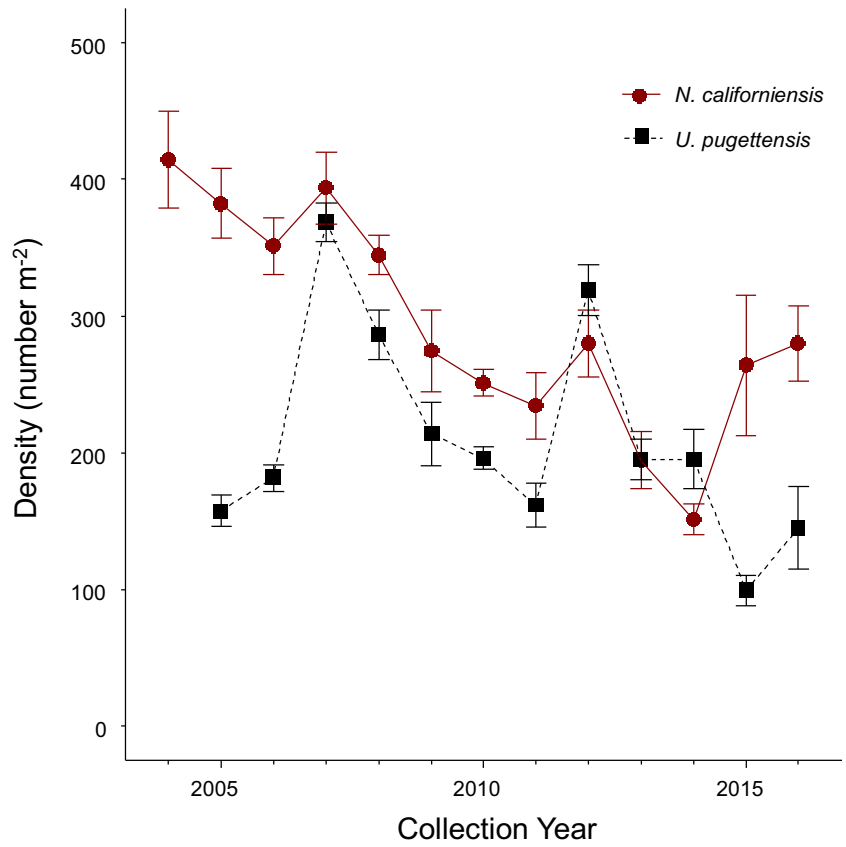 500
400
300
200
100
0
Density (number m⁻²)
N. californiensis
U. pugettensis
2005
2010
2015
Collection Year